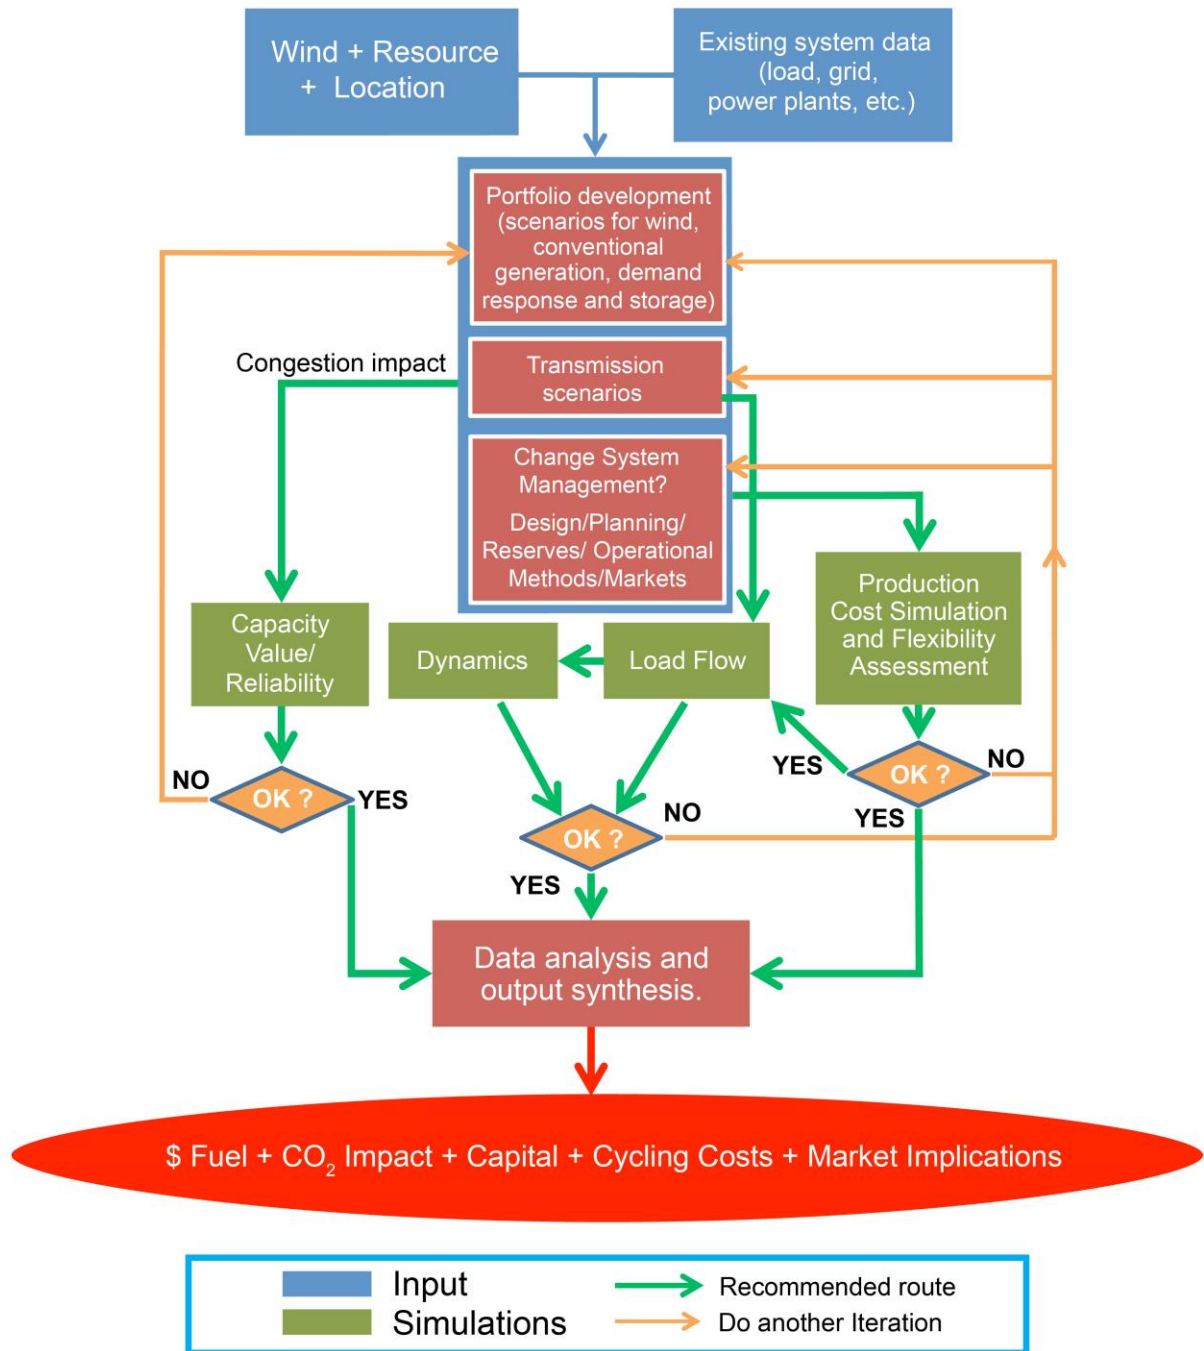 Wind + Resource
+ Location
Existing system data
(load, grid,
power plants, etc.)
Portfolio development
(scenarios for wind,
conventional
generation, demand
response and storage)
Congestion impact
Transmission
scenarios
Change System
Management?
Design/Planning/
Reserves/ Operational
Methods/Markets
Production
Cost Simulation
and Flexibility
Assessment
Capacity
Value/
Reliability
Dynamics
Load Flow
NO
OK ?
YES
YES
OK ?
NO
YES
OK ?
NO
YES
Data analysis and
output synthesis.
$ Fuel + CO₂ Impact + Capital + Cycling Costs + Market Implications
Input
Recommended route
Simulations
Do another Iteration